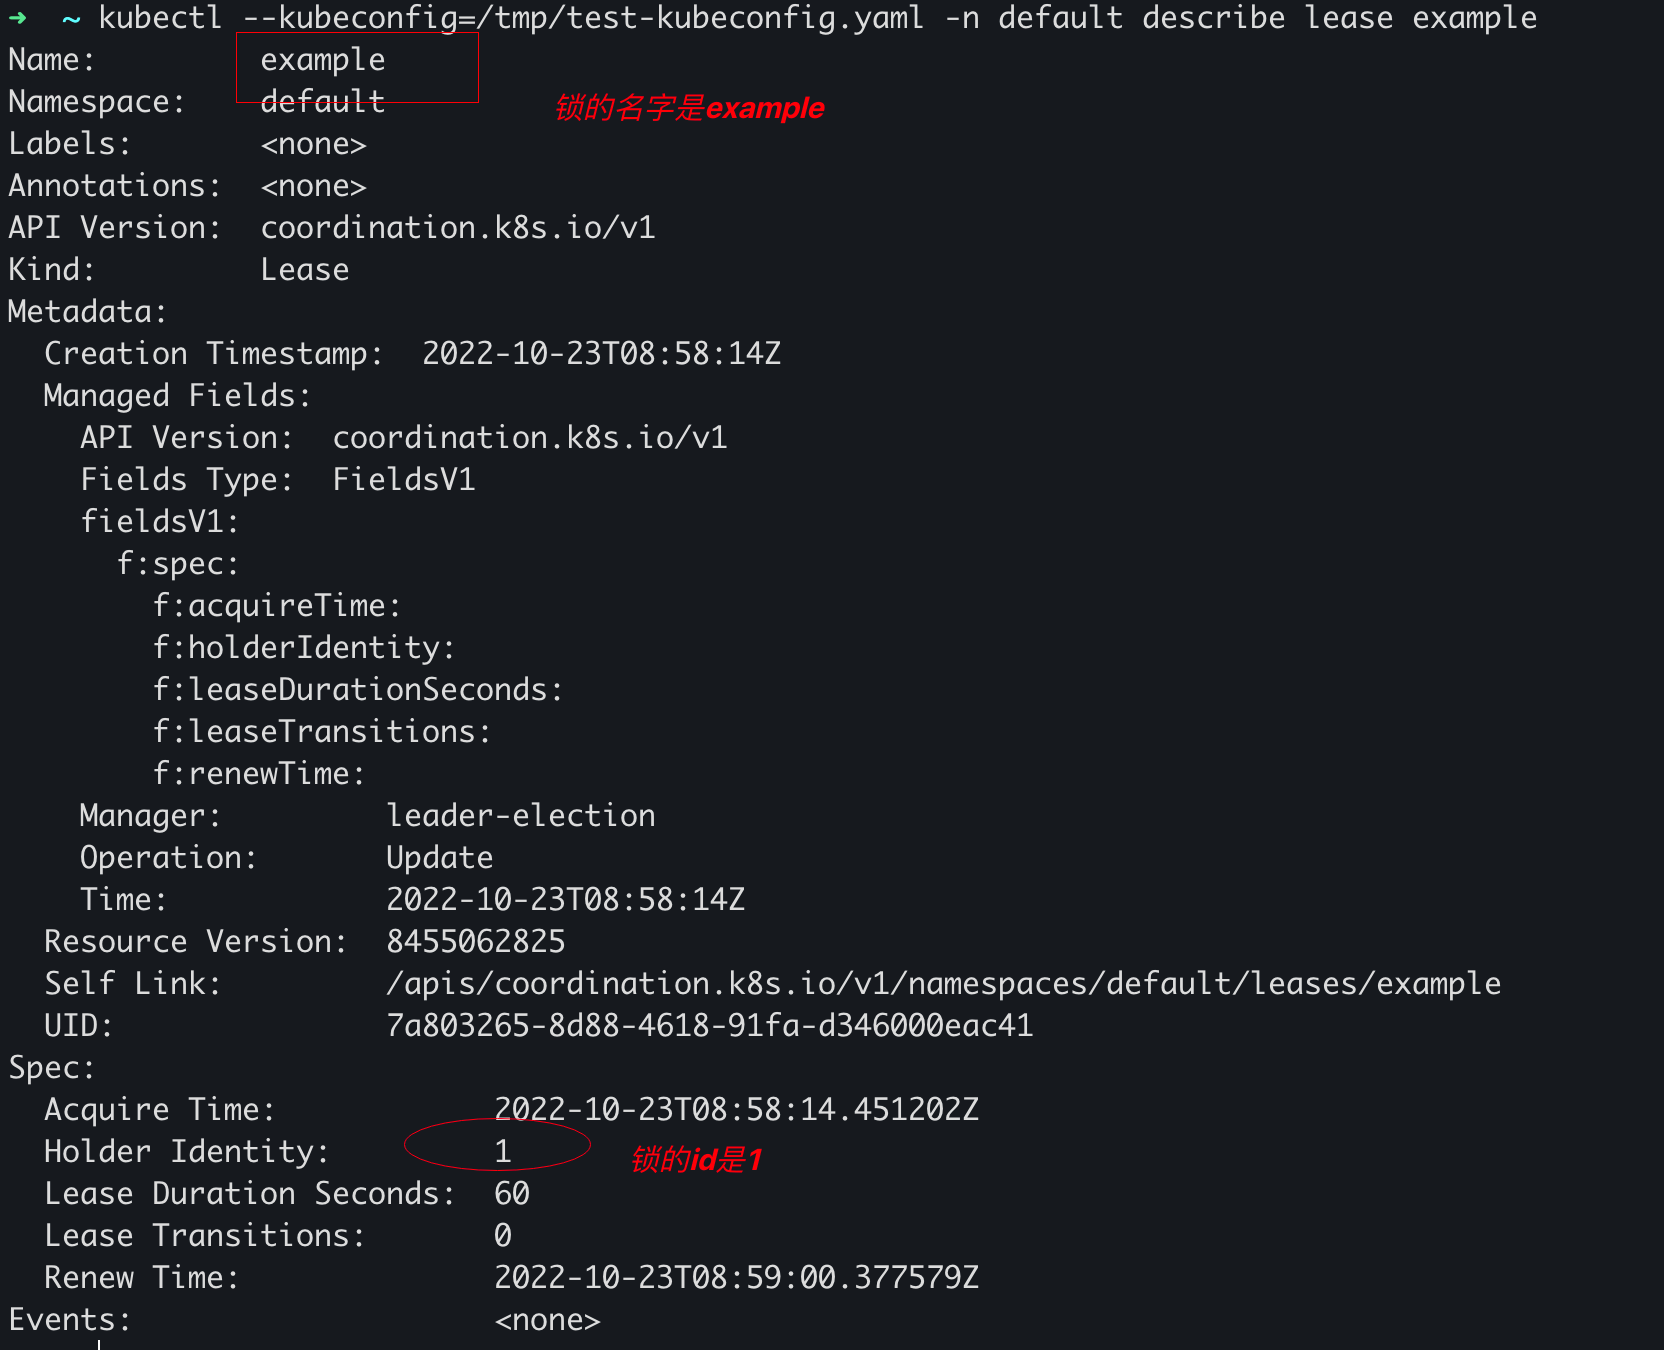 ➜  ~ kubectl --kubeconfig=/tmp/test-kubeconfig.yaml -n default describe lease example
Name:         example
Namespace:    default
锁的名字是example
Labels:       <none>
Annotations:  <none>
API Version:  coordination.k8s.io/v1
Kind:         Lease
Metadata:
  Creation Timestamp:  2022-10-23T08:58:14Z
  Managed Fields:
    API Version:  coordination.k8s.io/v1
    Fields Type:  FieldsV1
    fieldsV1:
      f:spec:
        f:acquireTime:
        f:holderIdentity:
        f:leaseDurationSeconds:
        f:leaseTransitions:
        f:renewTime:
    Manager:         leader-election
    Operation:       Update
    Time:            2022-10-23T08:58:14Z
  Resource Version:  8455062825
  Self Link:         /apis/coordination.k8s.io/v1/namespaces/default/leases/example
  UID:               7a803265-8d88-4618-91fa-d346000eac41
Spec:
  Acquire Time:            2022-10-23T08:58:14.451202Z
  Holder Identity:         1
锁的id是1
  Lease Duration Seconds:  60
  Lease Transitions:       0
  Renew Time:              2022-10-23T08:59:00.377579Z
Events:                    <none>